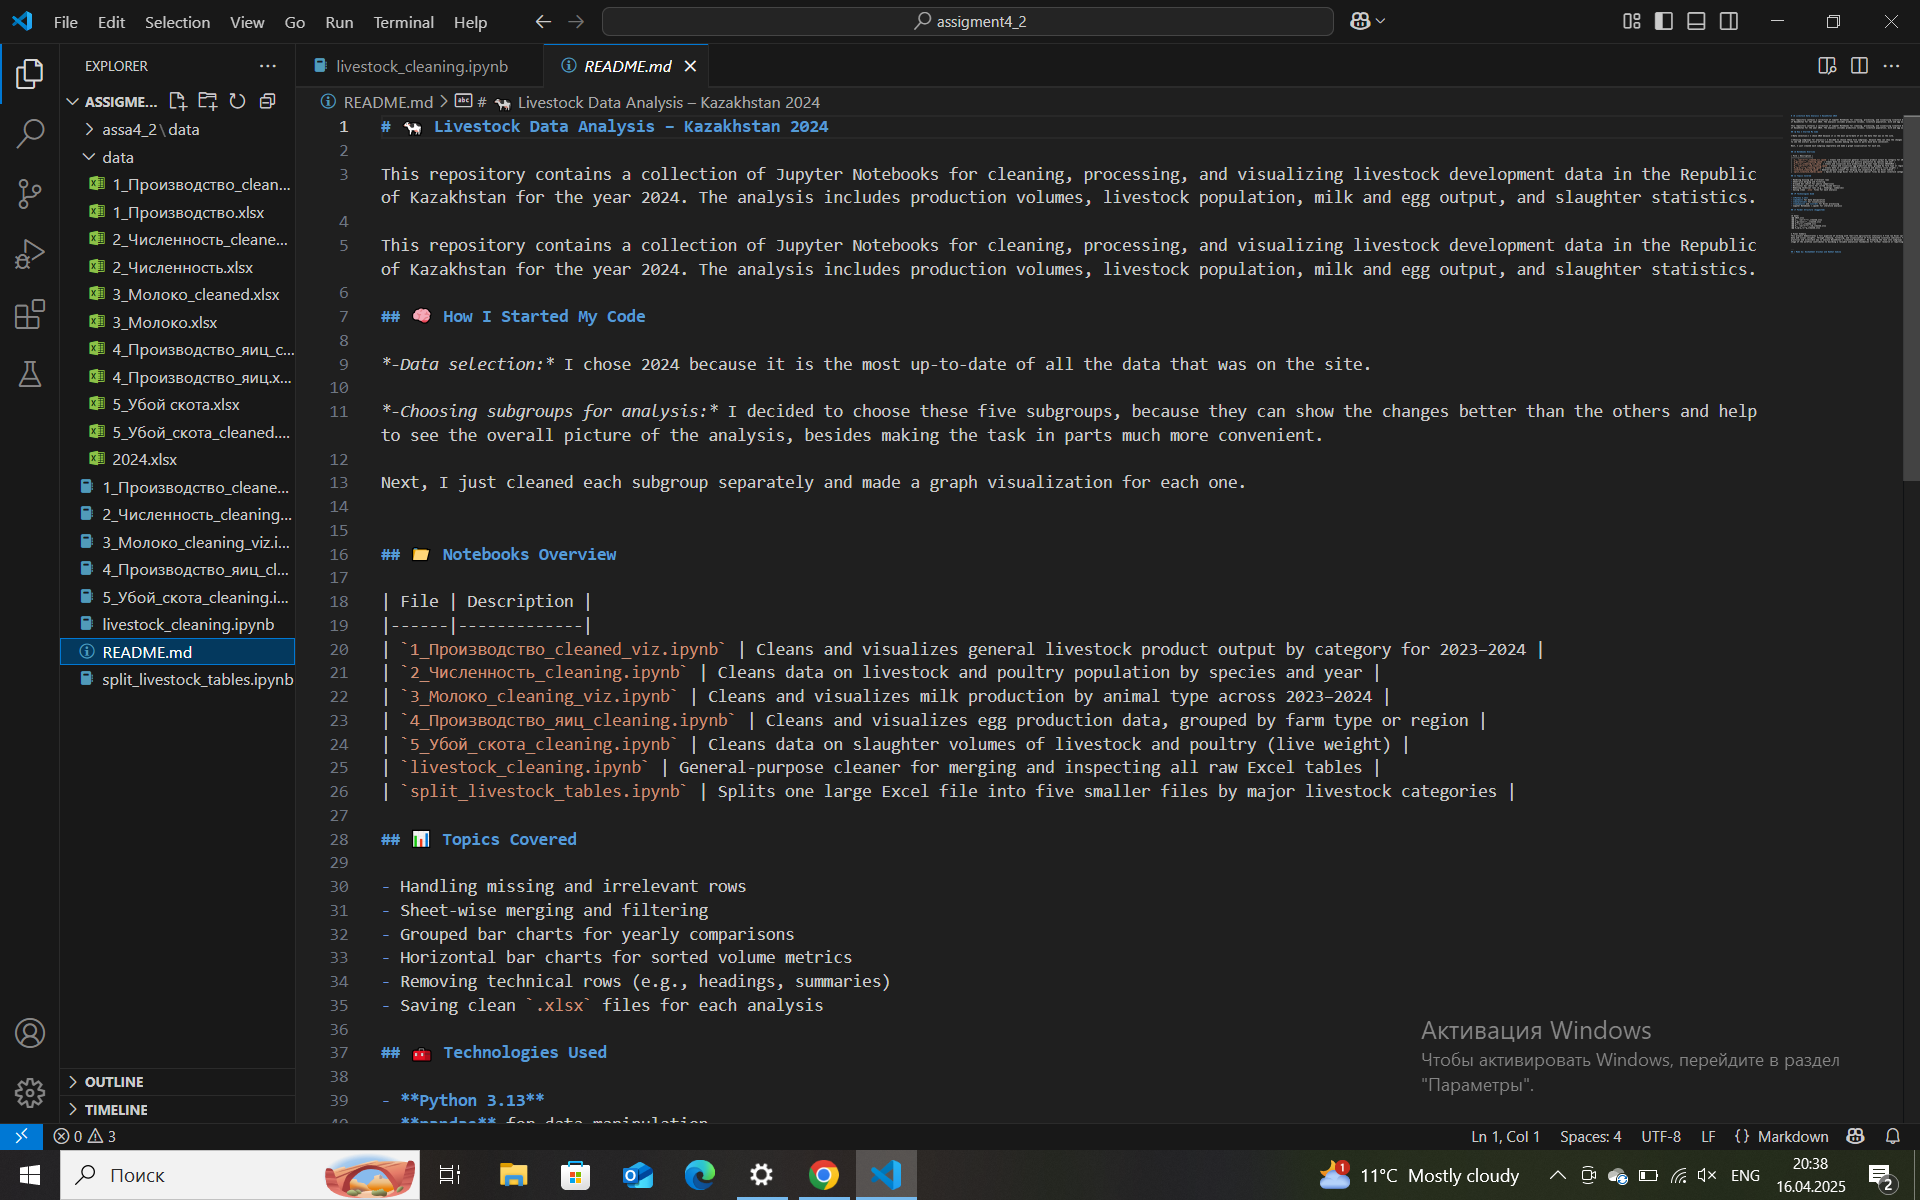 File Edit Selection View Go Run Terminal Help
assigment4_2
EXPLORER
ASSIGME...
assa4_2 \ data
data
1_Производство_clean...
1_Производство.xlsx
2_Численность_cleane...
2_Численность.xlsx
3_Молоко_cleaned.xlsx
3_Молоко.xlsx
4_Производство_яиц_c...
4_Производство_яиц.x...
5_Убой скота.xlsx
5_Убой_скота_cleaned....
2024.xlsx
1_Производство_cleane...
2_Численность_cleaning...
3_Молоко_cleaning_viz.i...
4_Производство_яиц_cl...
5_Убой_скота_cleaning.i...
livestock_cleaning.ipynb
README.md
split_livestock_tables.ipynb
OUTLINE
TIMELINE
livestock_cleaning.ipynb
README.md
README.md > # 🐄 Livestock Data Analysis – Kazakhstan 2024
1 # 🐄 Livestock Data Analysis – Kazakhstan 2024
2
3 This repository contains a collection of Jupyter Notebooks for cleaning, processing, and visualizing livestock development data in the Republic
of Kazakhstan for the year 2024. The analysis includes production volumes, livestock population, milk and egg output, and slaughter statistics.
4
5 This repository contains a collection of Jupyter Notebooks for cleaning, processing, and visualizing livestock development data in the Republic
of Kazakhstan for the year 2024. The analysis includes production volumes, livestock population, milk and egg output, and slaughter statistics.
6
7 ## 🧠 How I Started My Code
8
9 *-Data selection:* I chose 2024 because it is the most up-to-date of all the data that was on the site.
10
11 *-Choosing subgroups for analysis:* I decided to choose these five subgroups, because they can show the changes better than the others and help
to see the overall picture of the analysis, besides making the task in parts much more convenient.
12
13 Next, I just cleaned each subgroup separately and made a graph visualization for each one.
14
15
16 ## 📁 Notebooks Overview
17
18 | File | Description |
19 |------|-------------|
20 | `1_Производство_cleaned_viz.ipynb` | Cleans and visualizes general livestock product output by category for 2023–2024 |
21 | `2_Численность_cleaning.ipynb` | Cleans data on livestock and poultry population by species and year |
22 | `3_Молоко_cleaning_viz.ipynb` | Cleans and visualizes milk production by animal type across 2023–2024 |
23 | `4_Производство_яиц_cleaning.ipynb` | Cleans and visualizes egg production data, grouped by farm type or region |
24 | `5_Убой_скота_cleaning.ipynb` | Cleans data on slaughter volumes of livestock and poultry (live weight) |
25 | `livestock_cleaning.ipynb` | General-purpose cleaner for merging and inspecting all raw Excel tables |
26 | `split_livestock_tables.ipynb` | Splits one large Excel file into five smaller files by major livestock categories |
27
28 ## 📊 Topics Covered
29
30 - Handling missing and irrelevant rows
31 - Sheet-wise merging and filtering
32 - Grouped bar charts for yearly comparisons
33 - Horizontal bar charts for sorted volume metrics
34 - Removing technical rows (e.g., headings, summaries)
35 - Saving clean `.xlsx` files for each analysis
36
37 ## 🧰 Technologies Used
38
39 - **Python 3.13**
40 - **pandas** for data manipulation
Активация Windows
Чтобы активировать Windows, перейдите в раздел
"Параметры".
0 3
Ln 1, Col 1 Spaces: 4 UTF-8 LF {} Markdown
Поиск
1
11°C Mostly cloudy
ENG
20:38
16.04.2025
2